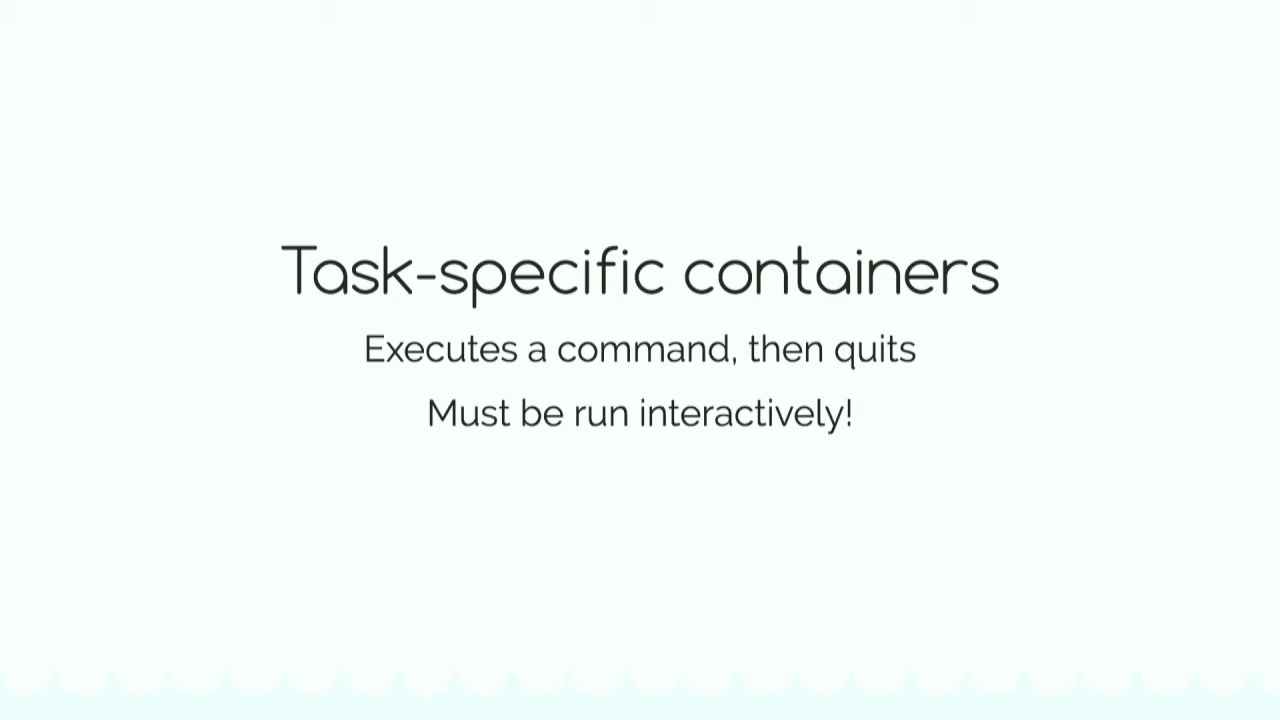 Task-specific containers
Executes a command, then quits
Must be run interactively!